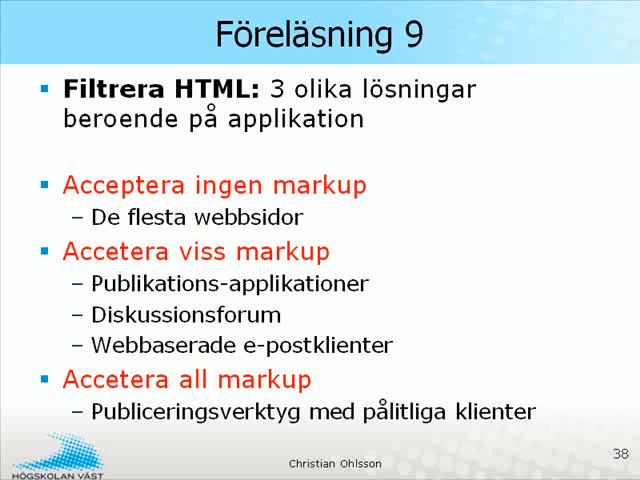 Föreläsning 9
Filtrera HTML: 3 olika lösningar
beroende på applikation
Acceptera ingen markup
– De flesta webbsidor
Accetera viss markup
– Publikations-applikationer
– Diskussionsforum
– Webbaserade e-postklienter
Accetera all markup
– Publiceringsverktyg med pålitliga klienter
HÖGSKOLAN VÄST
Christian Ohlsson
38